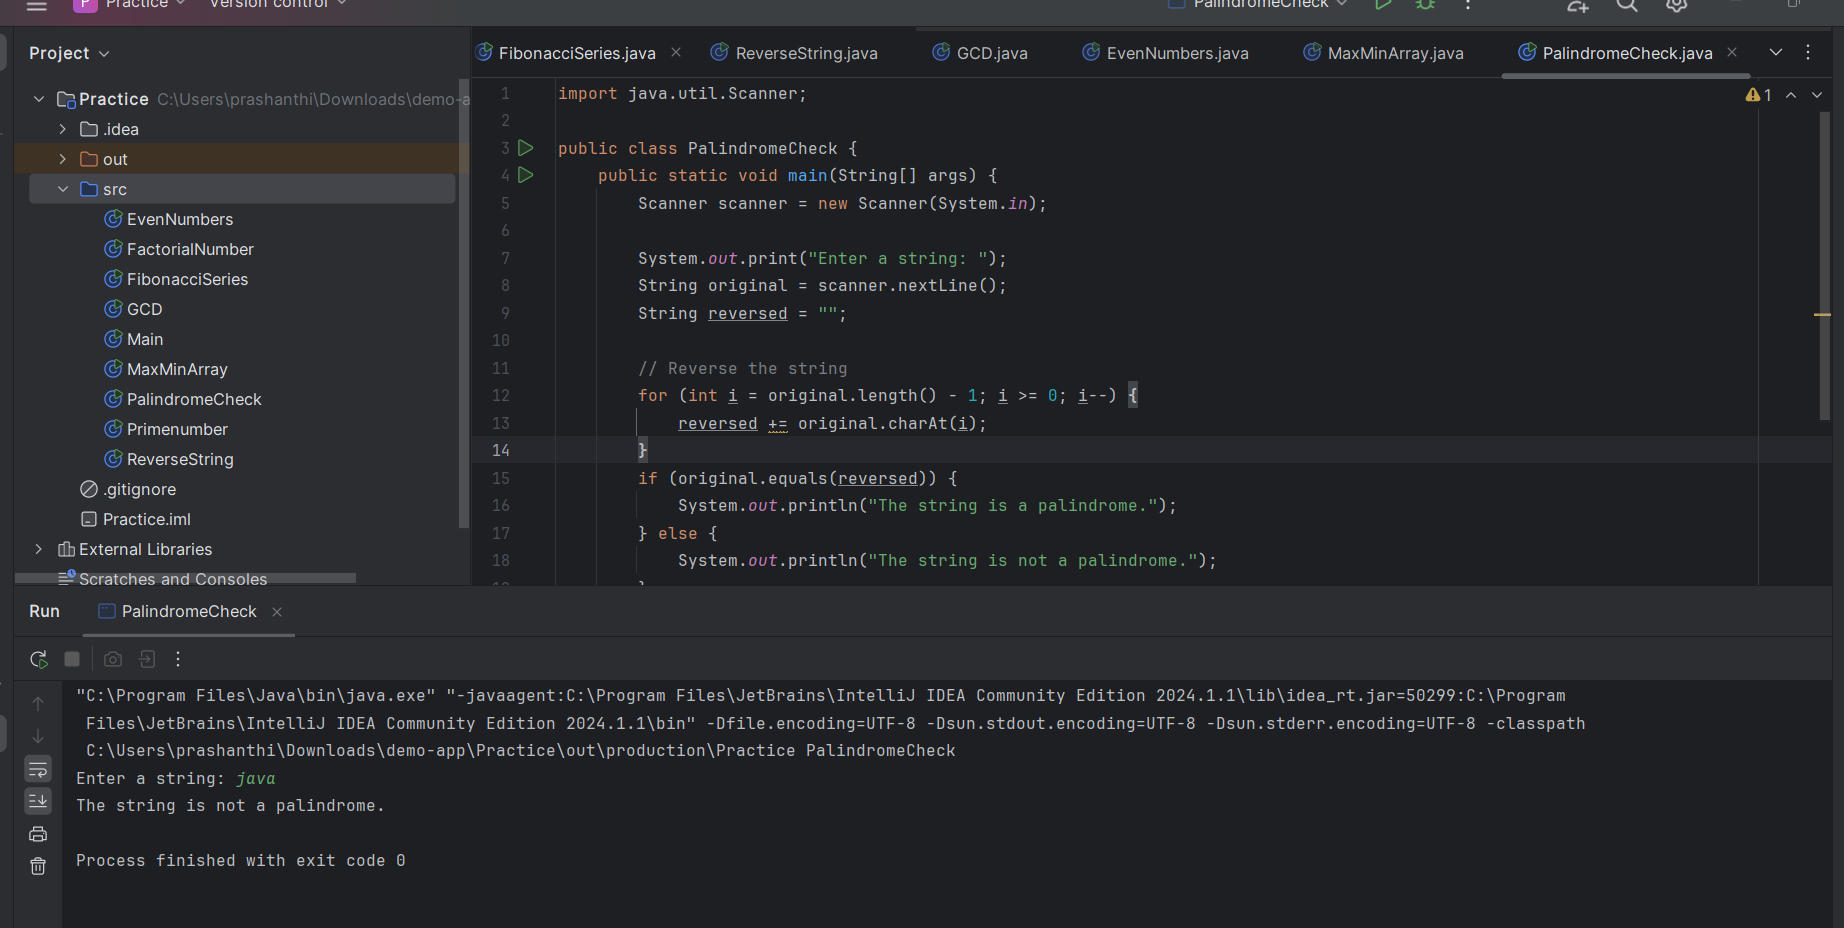 P Practice Version control PalindromeCheck
Project
FibonacciSeries.java ReverseString.java GCD.java EvenNumbers.java MaxMinArray.java PalindromeCheck.java
Practice C:\Users\prashanthi\Downloads\demo-a
.idea
out
src
EvenNumbers
FactorialNumber
FibonacciSeries
GCD
Main
MaxMinArray
PalindromeCheck
Primenumber
ReverseString
.gitignore
Practice.iml
External Libraries
Scratches and Consoles
1 import java.util.Scanner;
2
3 public class PalindromeCheck {
4 public static void main(String[] args) {
5 Scanner scanner = new Scanner(System.in);
6
7 System.out.print("Enter a string: ");
8 String original = scanner.nextLine();
9 String reversed = "";
10
11 // Reverse the string
12 for (int i = original.length() - 1; i >= 0; i--) {
13 reversed += original.charAt(i);
14 }
15 if (original.equals(reversed)) {
16 System.out.println("The string is a palindrome.");
17 } else {
18 System.out.println("The string is not a palindrome.");
1
Run PalindromeCheck
"C:\Program Files\Java\bin\java.exe" "-javaagent:C:\Program Files\JetBrains\IntelliJ IDEA Community Edition 2024.1.1\lib\idea_rt.jar=50299:C:\Program
Files\JetBrains\IntelliJ IDEA Community Edition 2024.1.1\bin" -Dfile.encoding=UTF-8 -Dsun.stdout.encoding=UTF-8 -Dsun.stderr.encoding=UTF-8 -classpath
C:\Users\prashanthi\Downloads\demo-app\Practice\out\production\Practice PalindromeCheck
Enter a string: java
The string is not a palindrome.
Process finished with exit code 0